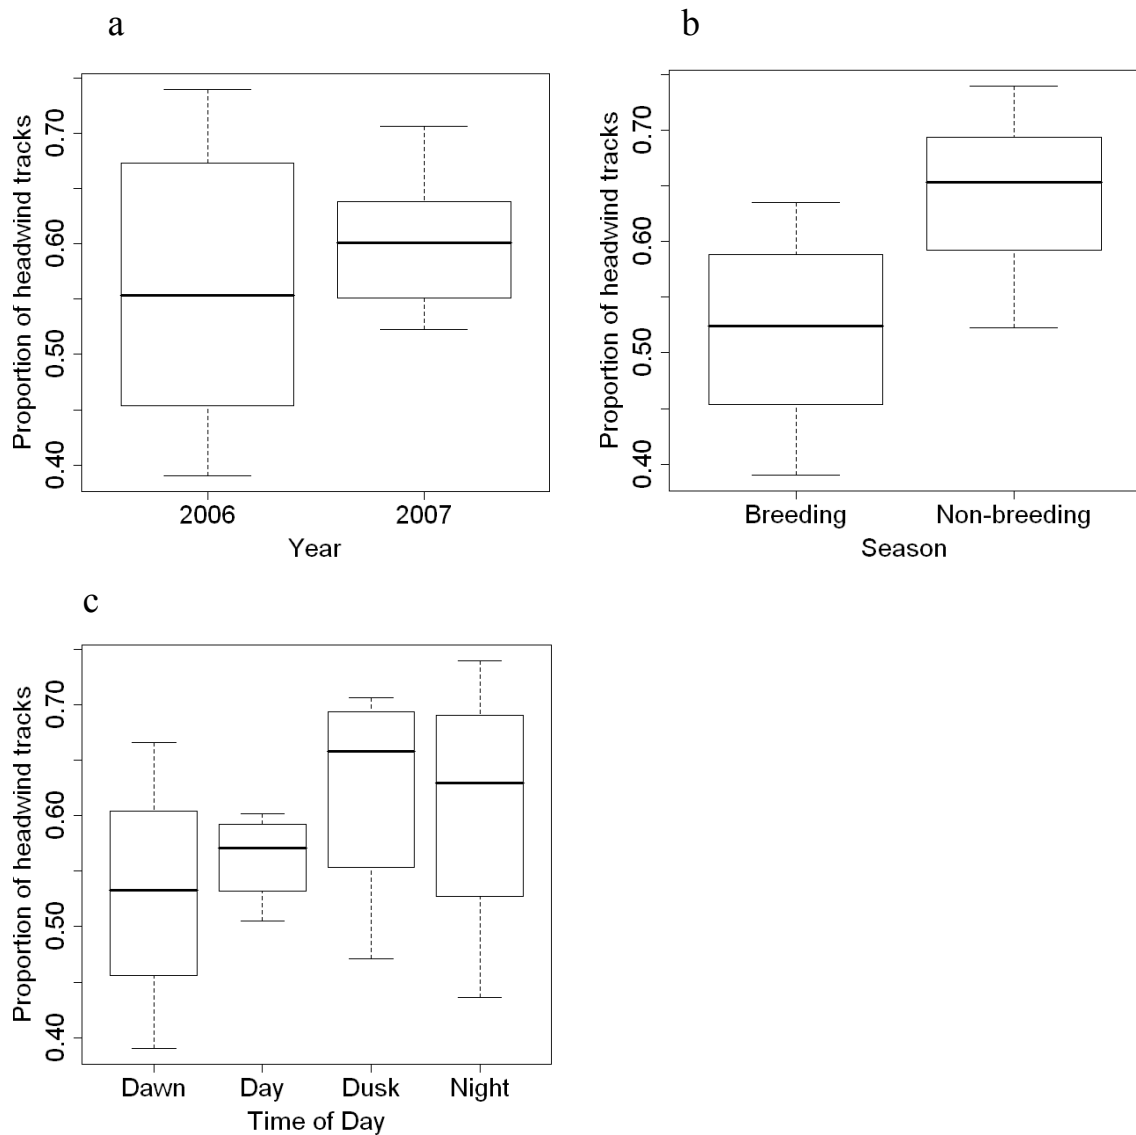 a
Proportion of headwind tracks
0.70
0.60
0.50
0.40
2006 2007
Year
b
Proportion of headwind tracks
0.70
0.60
0.50
0.40
Breeding Non-breeding
Season
c
Proportion of headwind tracks
0.70
0.60
0.50
0.40
Dawn Day Dusk Night
Time of Day